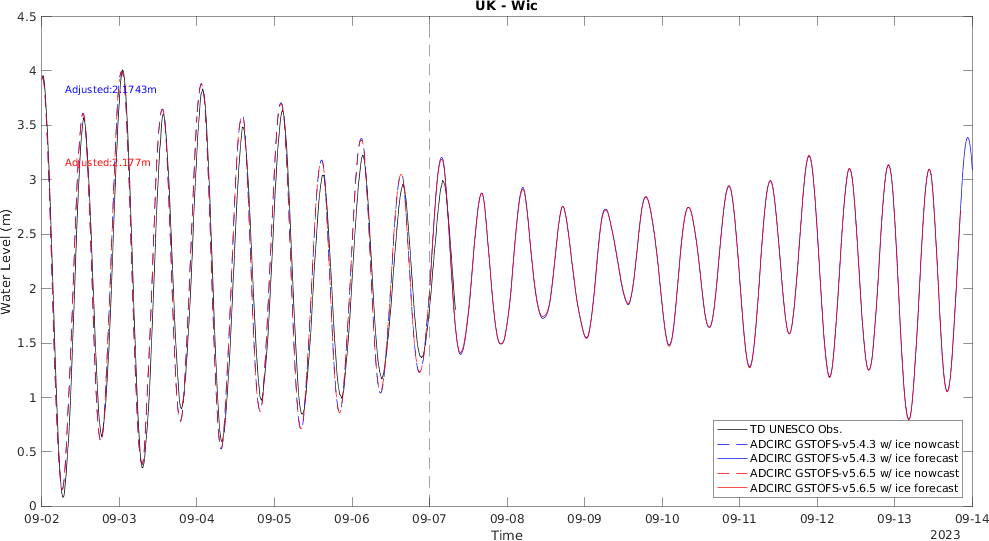 UK - Wic
Water Level (m)
4.5
4
3.5
3
2.5
2
1.5
1
0.5
0
Adjusted:2.1743m
Adjusted:2.177m
TD UNESCO Obs.
ADCIRC GSTOFS-v5.4.3 w/ ice nowcast
ADCIRC GSTOFS-v5.4.3 w/ ice forecast
ADCIRC GSTOFS-v5.6.5 w/ ice nowcast
ADCIRC GSTOFS-v5.6.5 w/ ice forecast
09-02 09-03 09-04 09-05 09-06 09-07 09-08 09-09 09-10 09-11 09-12 09-13 09-14
Time
2023